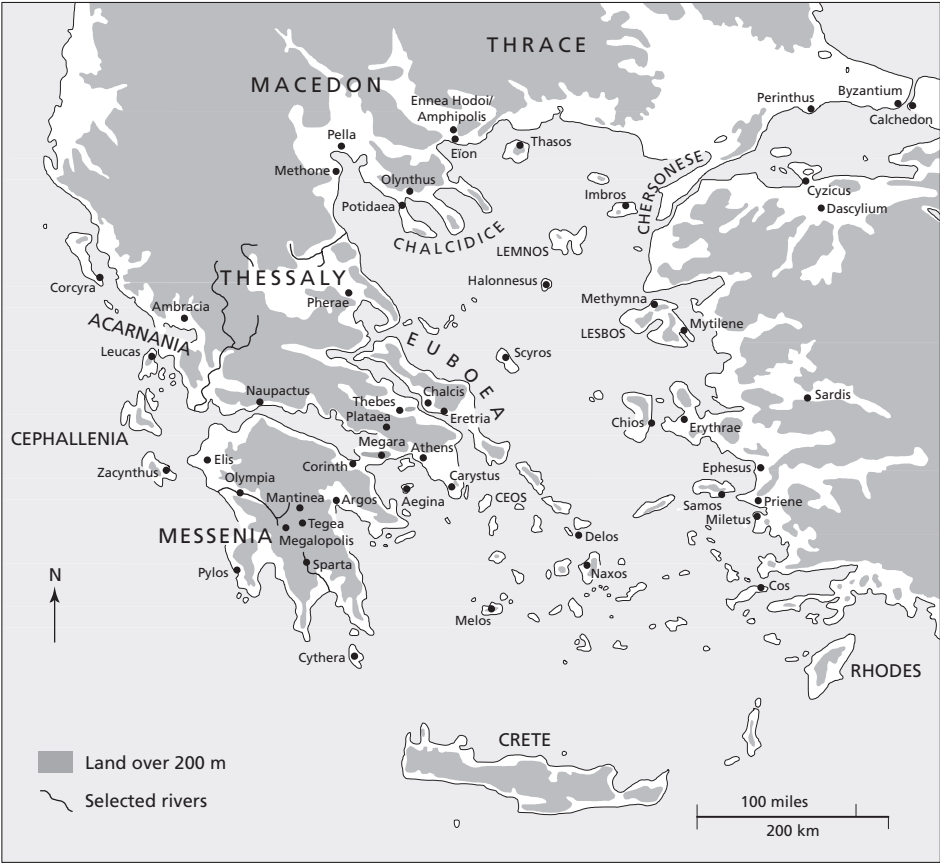 THRACE
MACEDON
Byzantium
Perinthus
Calchedon
Ennea Hodoi/
Amphipolis
Pella
Eïon
Thasos
Methone
Olynthus
CHERSONESE
Cyzicus
Imbros
Potidaea
Dascylium
CHALCIDICE
LEMNOS
THESSALY
Halonnesus
Corcyra
Pherae
Methymna
Ambracia
ACARNANIA
Mytilene
LESBOS
Leucas
EUBOEA
Scyros
Naupactus
Chalcis
Thebes
Sardis
Plataea
Eretria
Chios
Erythrae
CEPHALLENIA
Megara
Athens
Elis
Corinth
Ephesus
Zacynthus
Olympia
Carystus
Mantinea
Argos
Aegina
CEOS
Samos
Priene
Tegea
Miletus
MESSENIA
Megalopolis
Delos
Sparta
Pylos
Naxos
Cos
N
Melos
Cythera
RHODES
CRETE
Land over 200 m
Selected rivers
100 miles
200 km